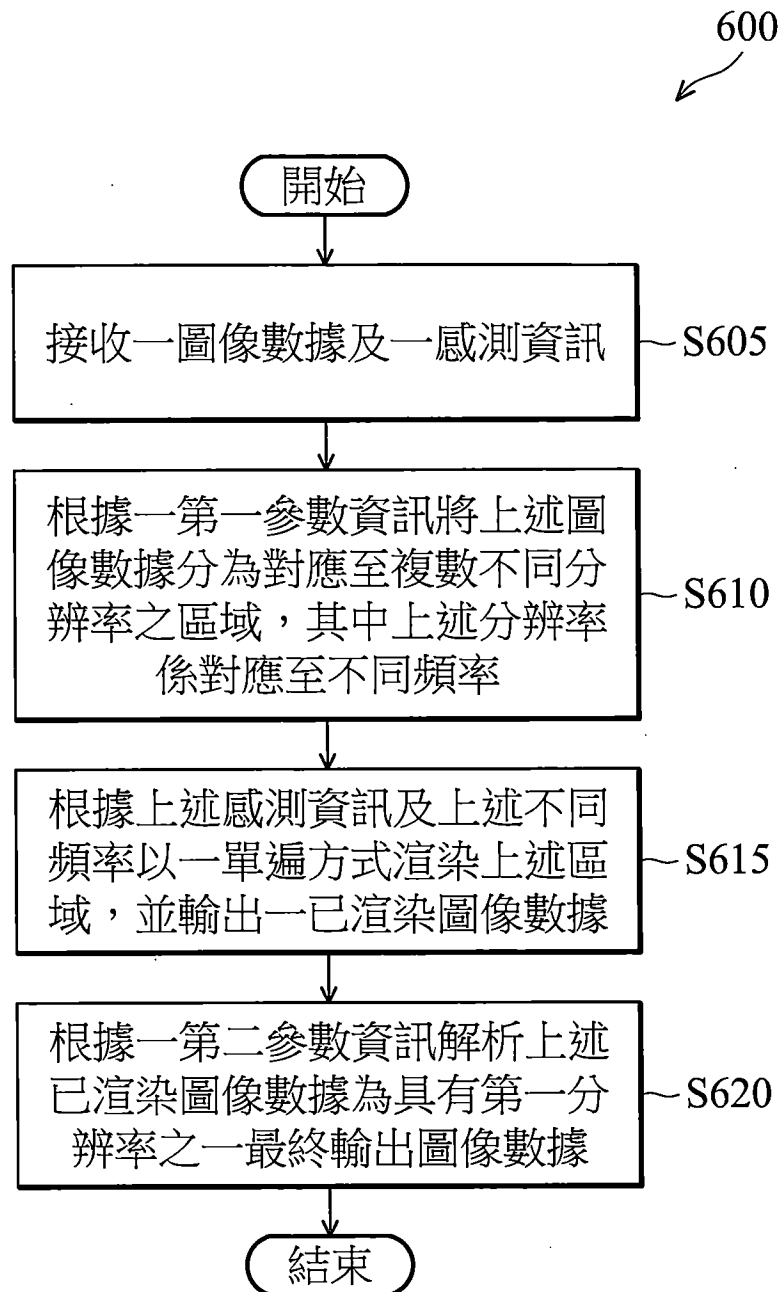 600
開始
接收一圖像數據及一感測資訊
S605
根據一第一參數資訊將上述圖
像數據分為對應至複數不同分
辨率之區域，其中上述分辨率
係對應至不同頻率
S610
根據上述感測資訊及上述不同
頻率以一單遍方式渲染上述區
域，並輸出一已渲染圖像數據
S615
根據一第二參數資訊解析上述
已渲染圖像數據為具有第一分
辨率之一最終輸出圖像數據
S620
結束